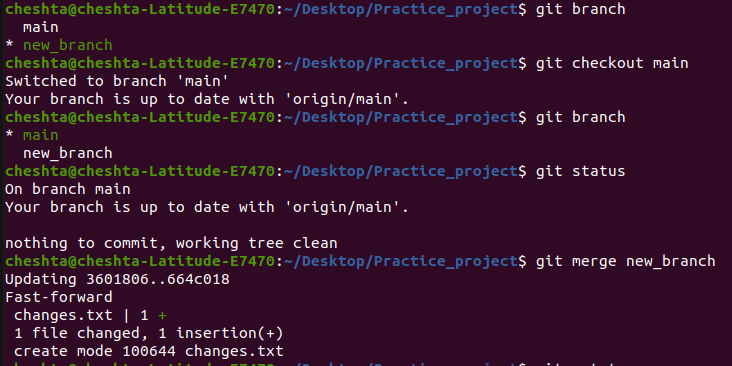 cheshta@cheshta-Latitude-E7470:~/Desktop/Practice_project$ git branch
  main
* new_branch
cheshta@cheshta-Latitude-E7470:~/Desktop/Practice_project$ git checkout main
Switched to branch 'main'
Your branch is up to date with 'origin/main'.
cheshta@cheshta-Latitude-E7470:~/Desktop/Practice_project$ git branch
* main
  new_branch
cheshta@cheshta-Latitude-E7470:~/Desktop/Practice_project$ git status
On branch main
Your branch is up to date with 'origin/main'.

nothing to commit, working tree clean
cheshta@cheshta-Latitude-E7470:~/Desktop/Practice_project$ git merge new_branch
Updating 3601806..664c018
Fast-forward
 changes.txt | 1 +
 1 file changed, 1 insertion(+)
 create mode 100644 changes.txt